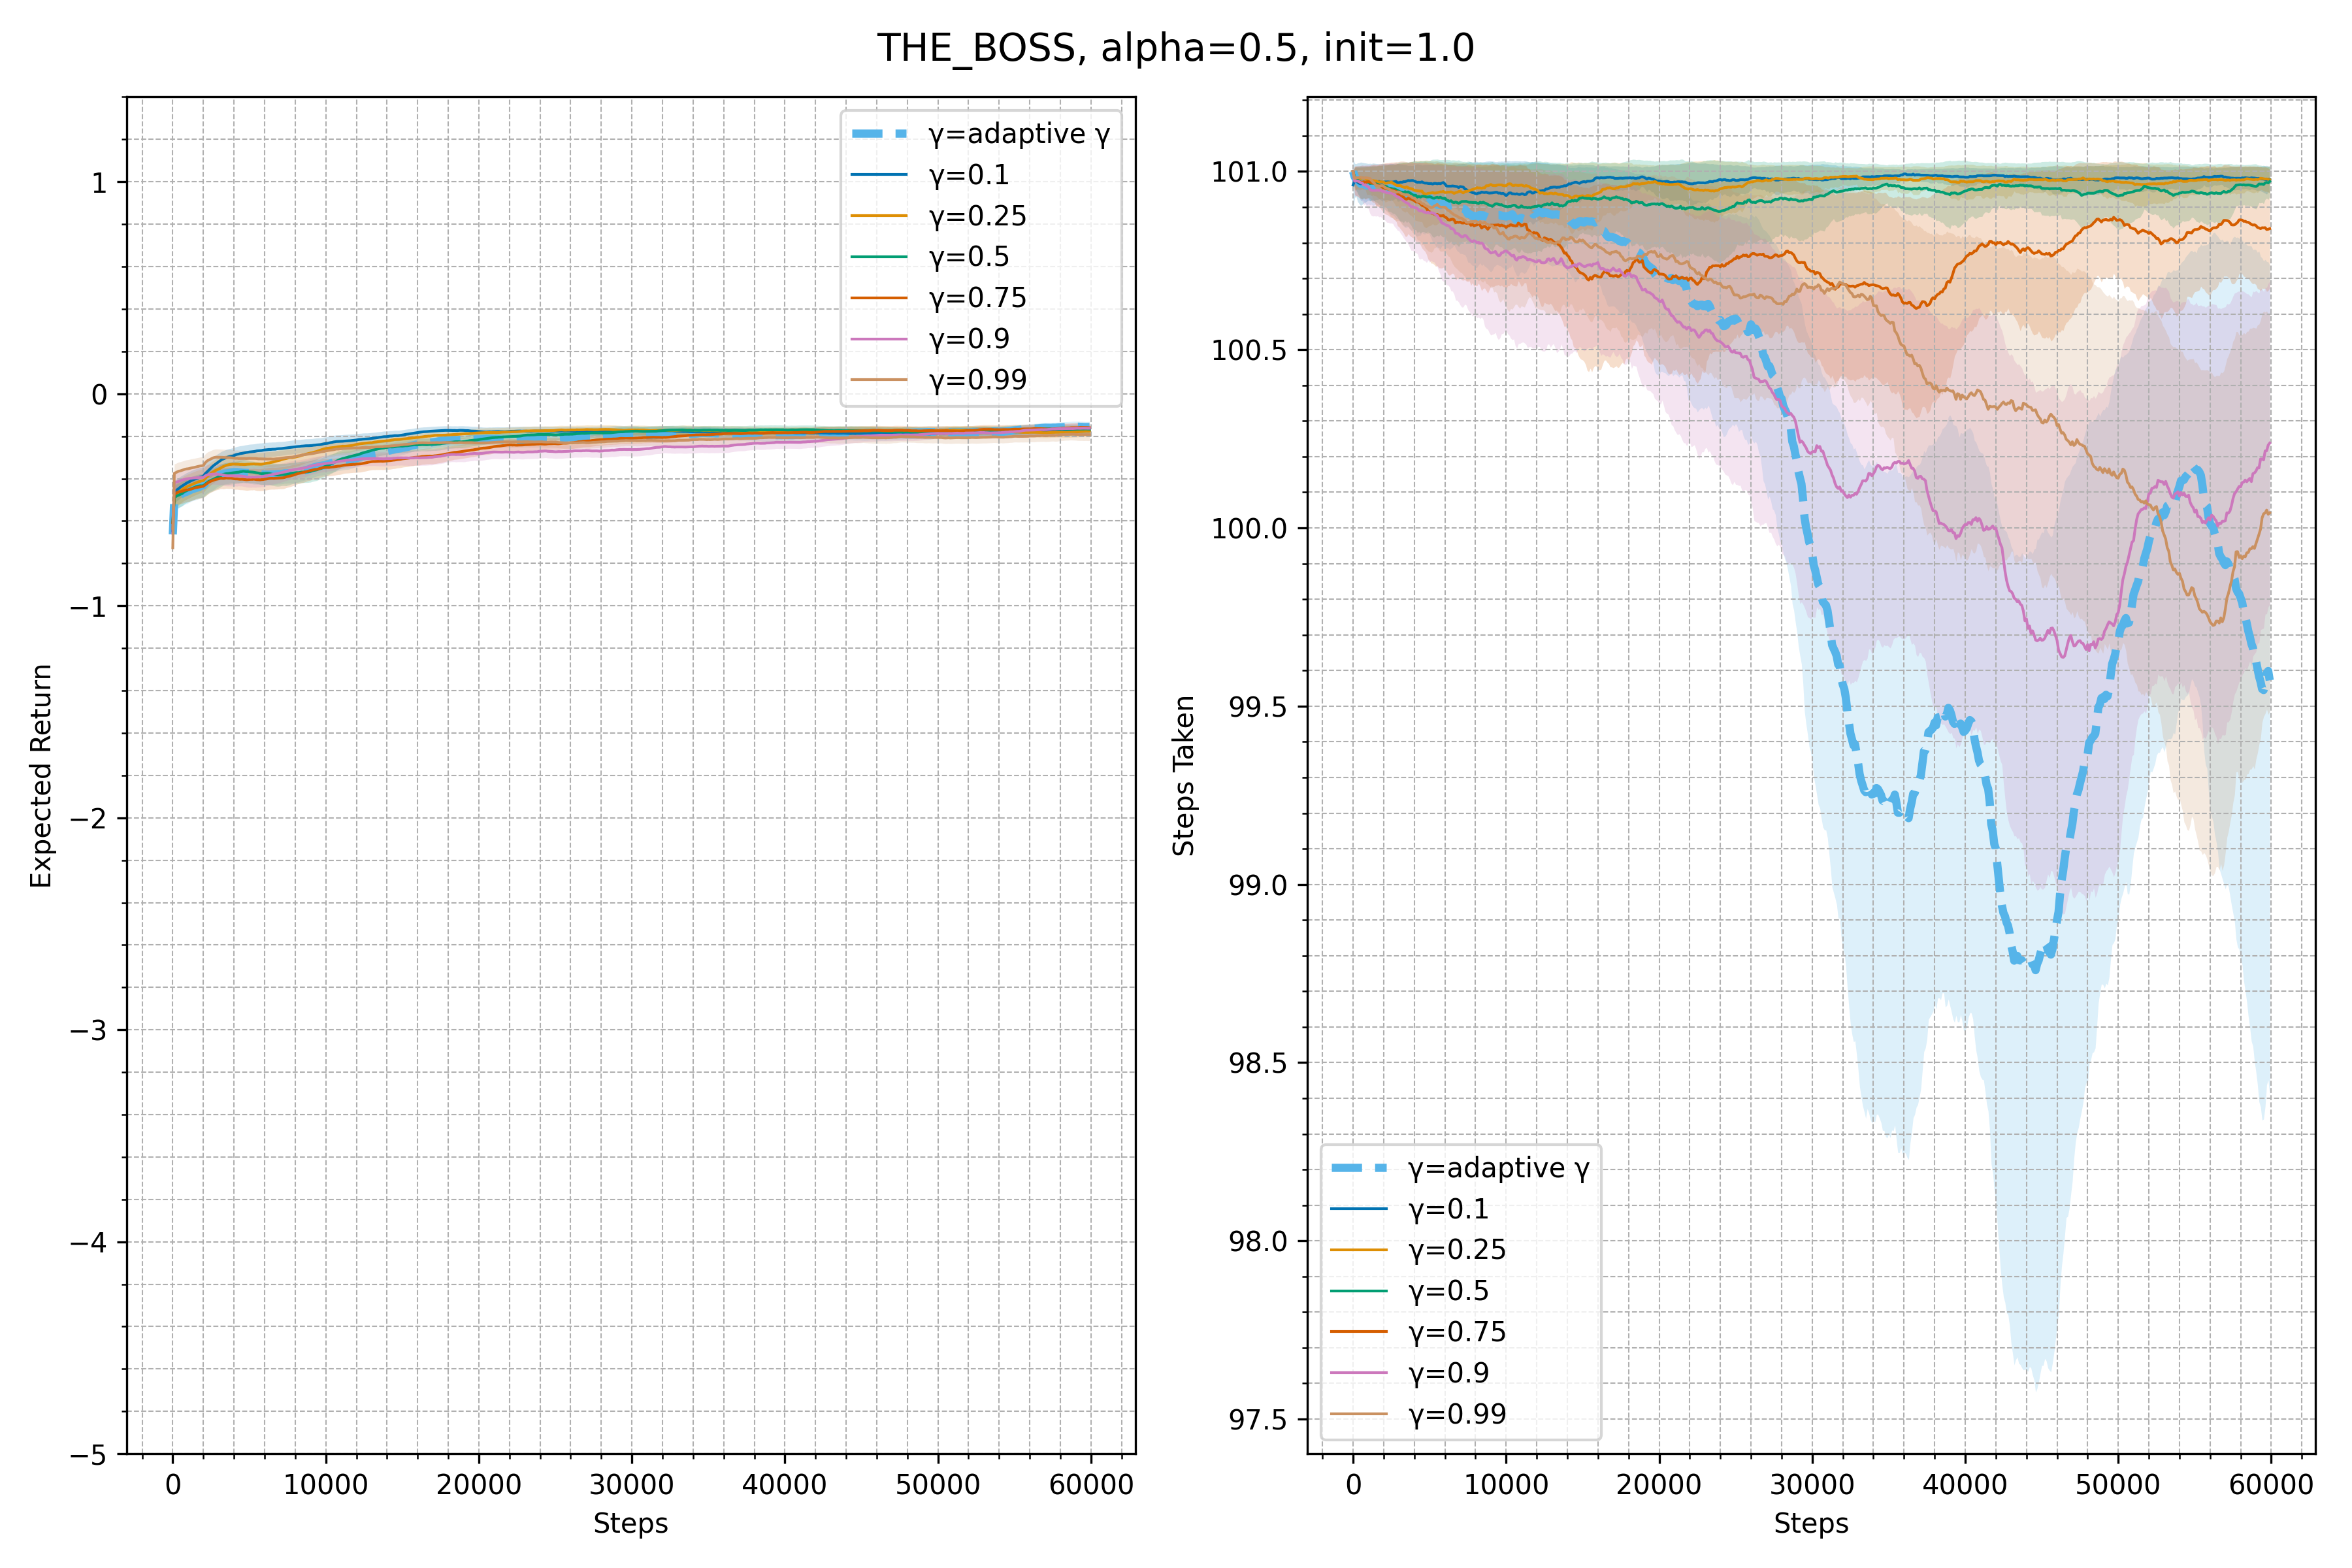 THE_BOSS, alpha=0.5, init=1.0
Expected Return
1
0
−1
−2
−3
−4
−5
0
10000
20000
30000
40000
50000
60000
Steps
γ=adaptive γ
γ=0.1
γ=0.25
γ=0.5
γ=0.75
γ=0.9
γ=0.99
Steps Taken
101.0
100.5
100.0
99.5
99.0
98.5
98.0
97.5
0
10000
20000
30000
40000
50000
60000
Steps
γ=adaptive γ
γ=0.1
γ=0.25
γ=0.5
γ=0.75
γ=0.9
γ=0.99